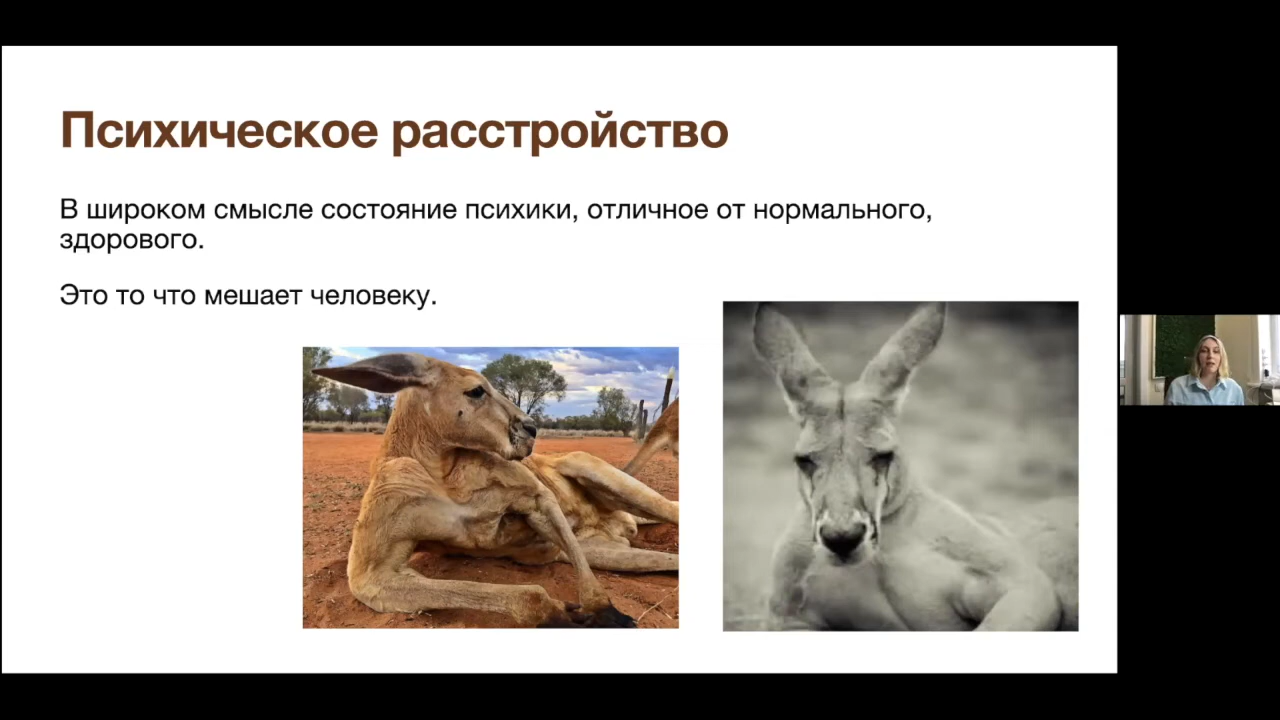 Психическое расстройство
В широком смысле состояние психики, отличное от нормального,
здорового.
Это то что мешает человеку.